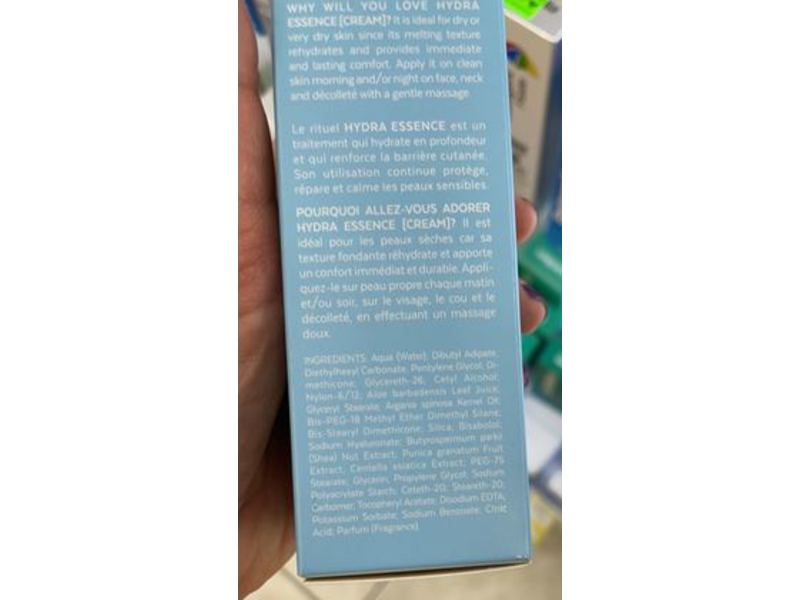 WHY WILL YOU LOVE HYDRA
ESSENCE [CREAM]? It is ideal for dry or
very dry skin since its melting texture
rehydrates and provides immediate
and lasting comfort. Apply it on clean
skin morning and/or night on face, neck
and décolleté with a gentle massage.
Le rituel HYDRA ESSENCE est un
traitement qui hydrate en profondeur
et qui renforce la barrière cutanée.
Son utilisation continue protège,
répare et calme les peaux sensibles.
POURQUOI ALLEZ-VOUS ADORER
HYDRA ESSENCE [CREAM]? Il est
idéal pour les peaux sèches car sa
texture fondante réhydrate et apporte
un confort immédiat et durable. Appli-
quez-le sur peau propre chaque matin
et/ou soir, sur le visage, le cou et le
décolleté, en effectuant un massage
doux.
INGREDIENTS: Aqua (Water); Dibutyl Adipate;
Diethylhexyl Carbonate; Pentylene Glycol; Di-
methicone; Glycereth-26; Cetyl Alcohol;
Nylon-6/12; Aloe barbadensis Leaf Juice;
Glyceryl Stearate; Argania spinosa Kernel Oil;
Bis-PEG-18 Methyl Ether Dimethyl Silane;
Bis-Stearyl Dimethicone; Silica; Bisabolol;
Sodium Hyaluronate; Butyrospermum parkii
(Shea) Nut Extract; Punica granatum Fruit
Extract; Centella asiatica Extract; PEG-75
Stearate; Glycerin; Propylene Glycol; Sodium
Polyacrylate Starch; Ceteth-20; Steareth-20;
Carbomer; Tocopheryl Acetate; Disodium EDTA;
Potassium Sorbate; Sodium Benzoate; Citric
Acid; Parfum (Fragrance).